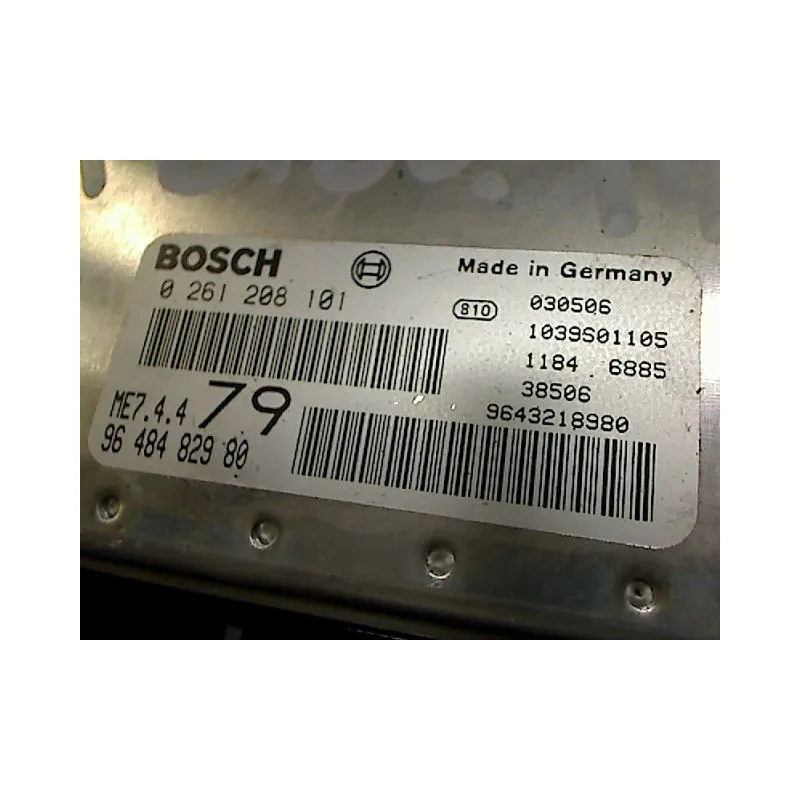 BOSCH
0 261 208 101
Made in Germany
810
030506
1039S01105
1184 . 6885
38506
9643218980
ME7.4.4
79
96 484 829 80